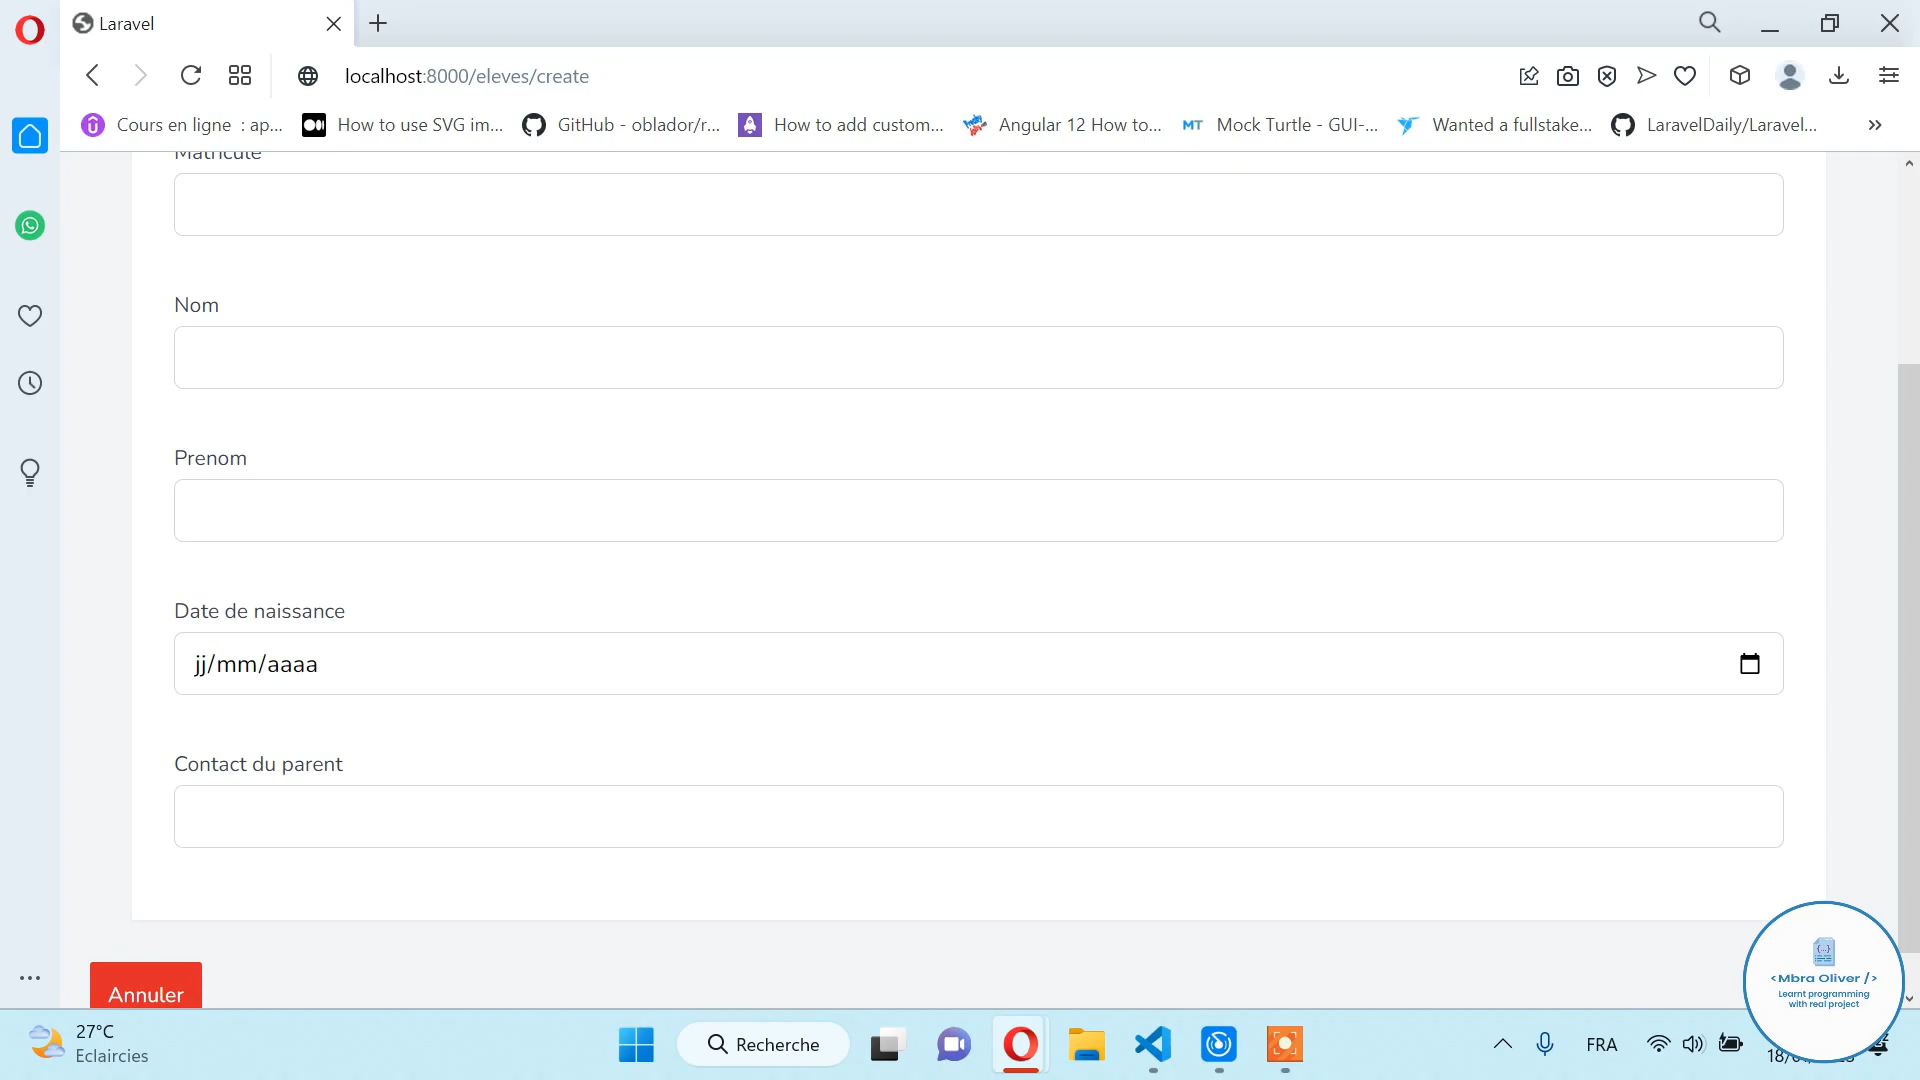 Laravel
localhost:8000/eleves/create
Cours en ligne : ap... How to use SVG im... GitHub - oblador/r... How to add custom... Angular 12 How to... MT Mock Turtle - GUI-... Wanted a fullstake... LaravelDaily/Laravel...
Matricule
Nom
Prenom
Date de naissance
jj/mm/aaaa
Contact du parent
Annuler
{...}
<Mbra Oliver />
Learnt programming
with real project
27°C
Eclaircies
Recherche
FRA